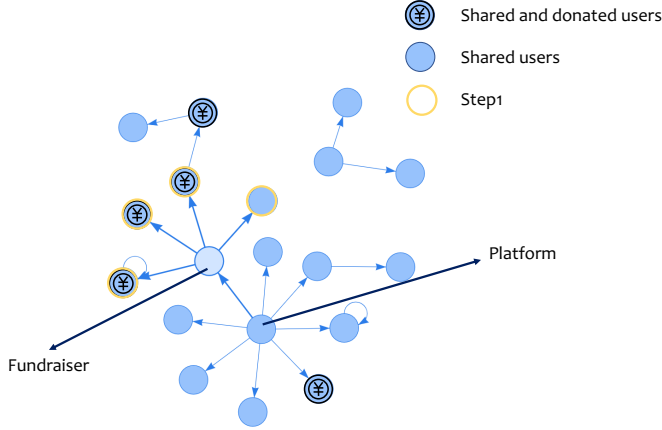 Shared and donated users
Shared users
Step1
Platform
Fundraiser
¥
¥
¥
¥
¥
¥